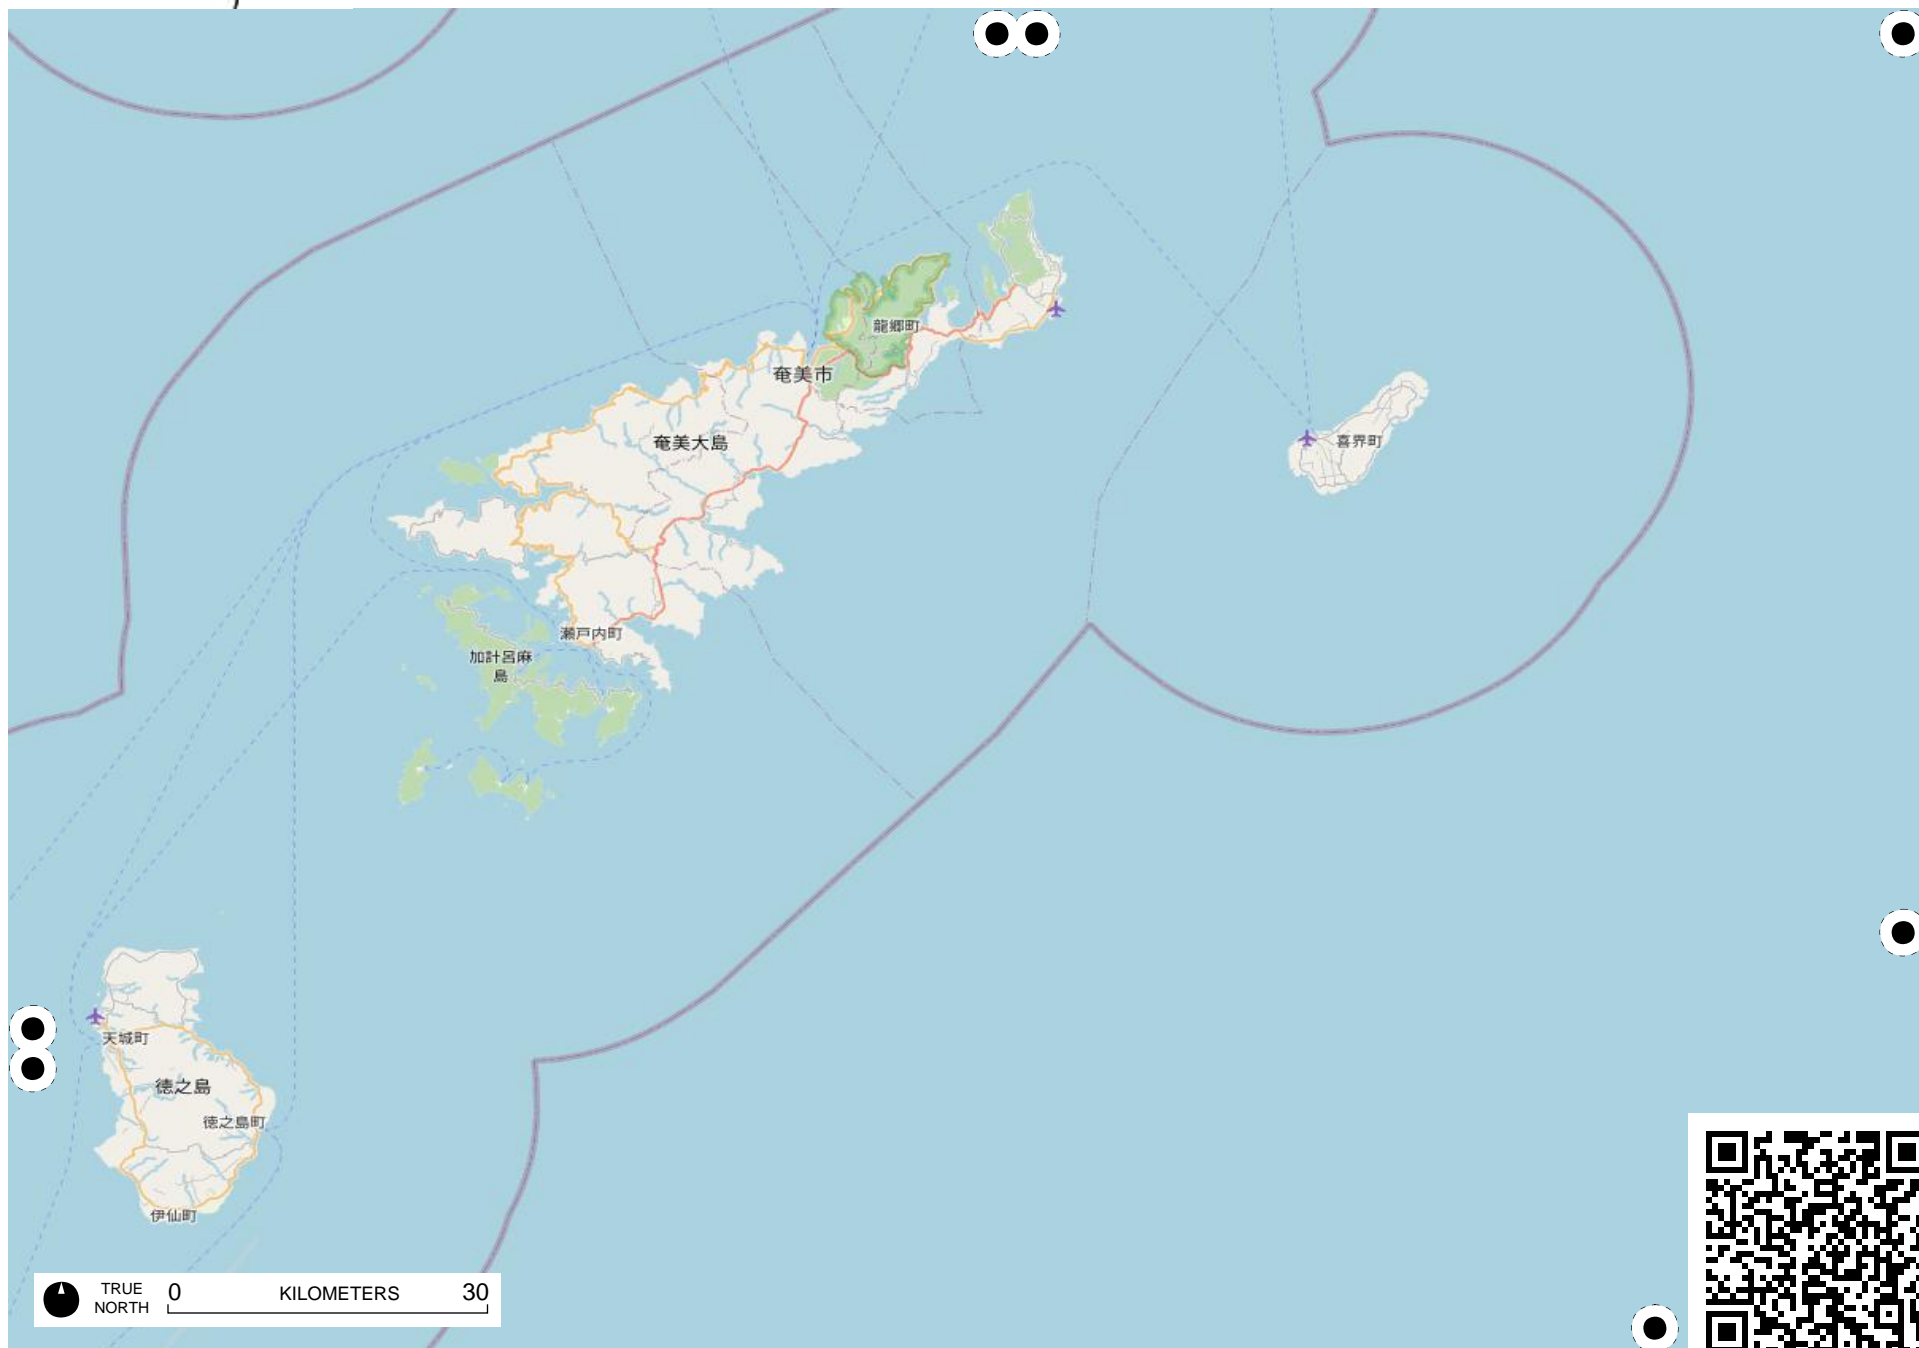 龍郷町
奄美市
奄美大島
喜界町
瀬戸内町
加計呂麻
島
天城町
徳之島
徳之島町
伊仙町
TRUE
NORTH
0 KILOMETERS 30